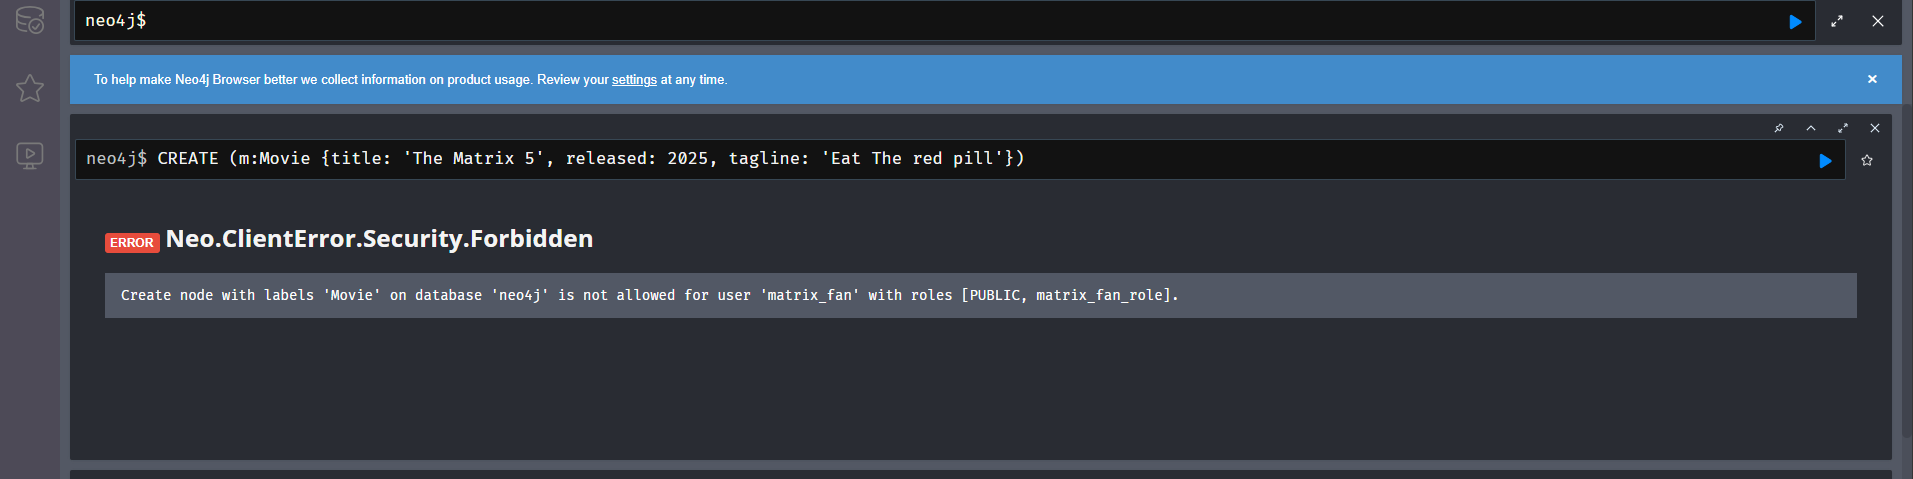 neo4j$
To help make Neo4j Browser better we collect information on product usage. Review your settings at any time.
neo4j$ CREATE (m:Movie {title: 'The Matrix 5', released: 2025, tagline: 'Eat The red pill'})
ERROR Neo.ClientError.Security.Forbidden
Create node with labels 'Movie' on database 'neo4j' is not allowed for user 'matrix_fan' with roles [PUBLIC, matrix_fan_role].